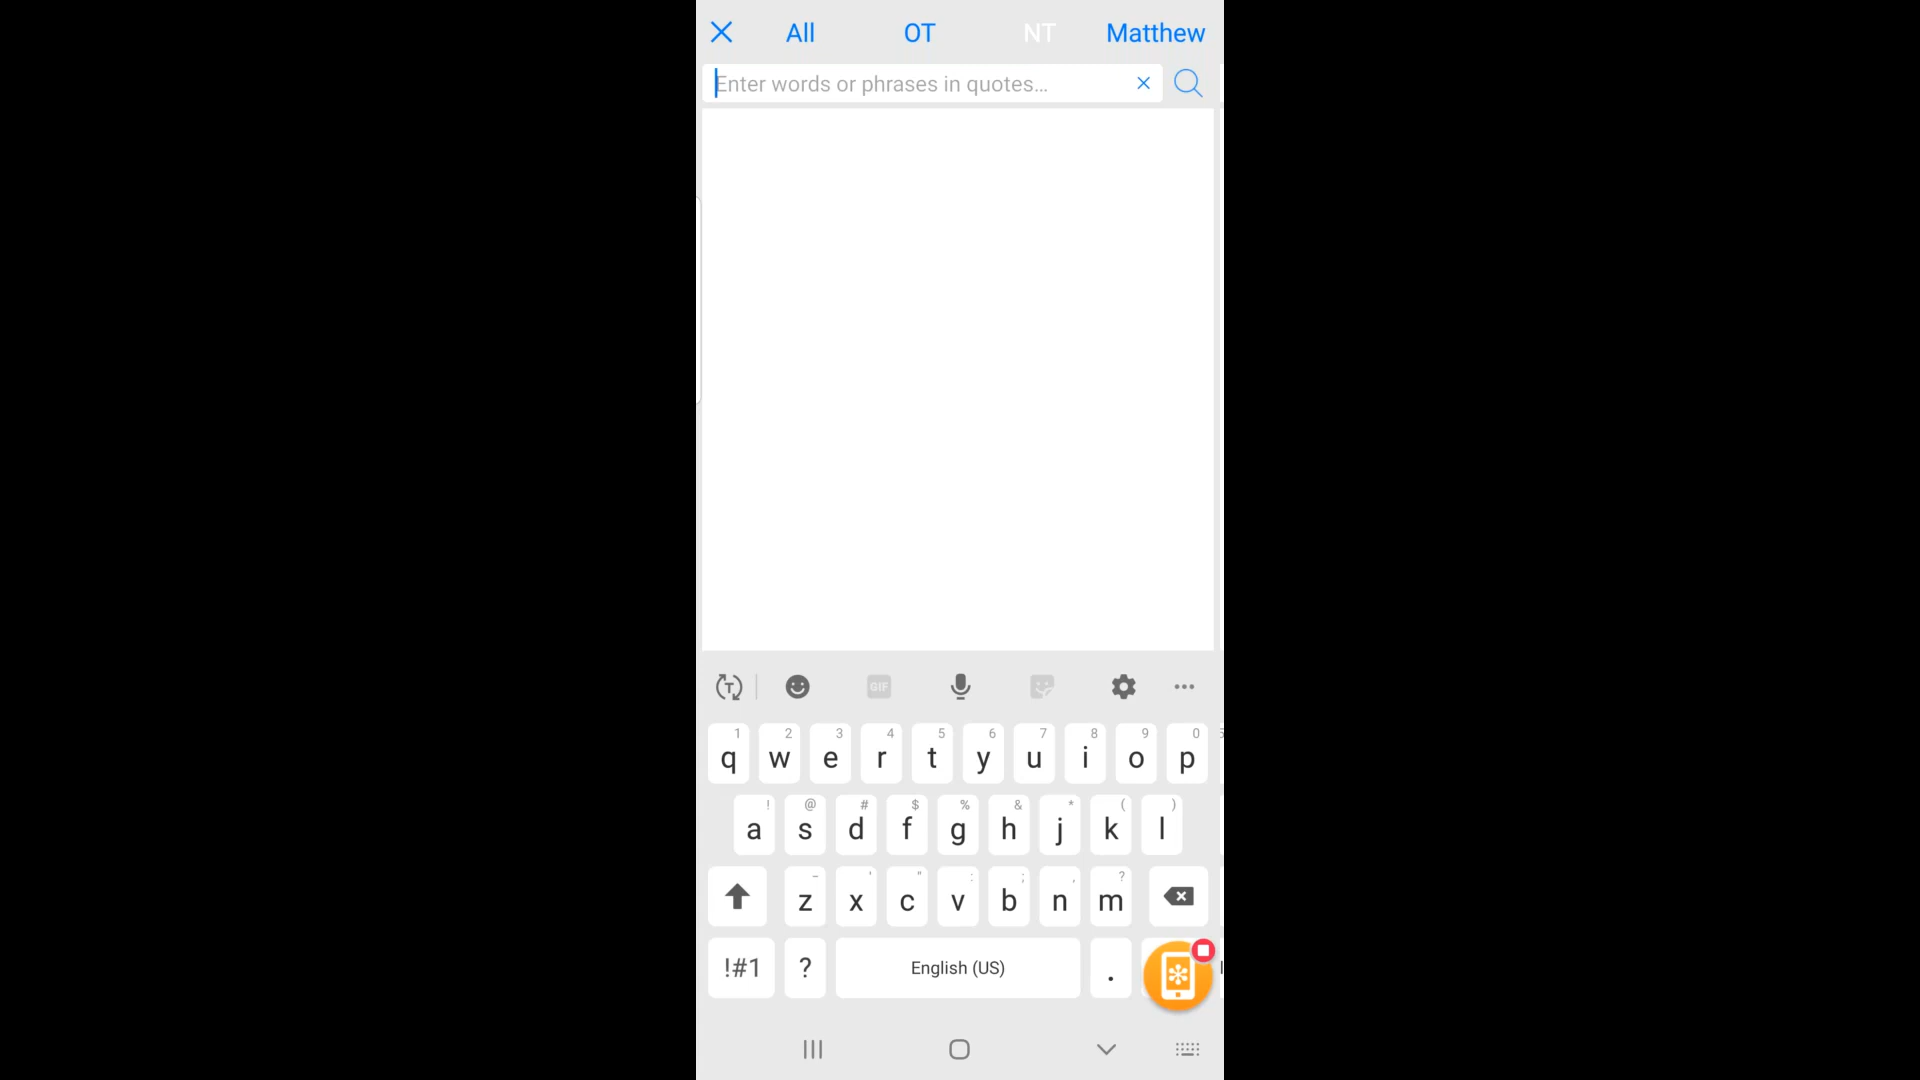 All OT NT Matthew
Enter words or phrases in quotes...
GIF
1 2 3 4 5 6 7 8 9 0
q w e r t y u i o p
! @ # $ % & * ( )
a s d f g h j k l
- ' " : ; , ?
z x c v b n m
!#1 ? English (US) .